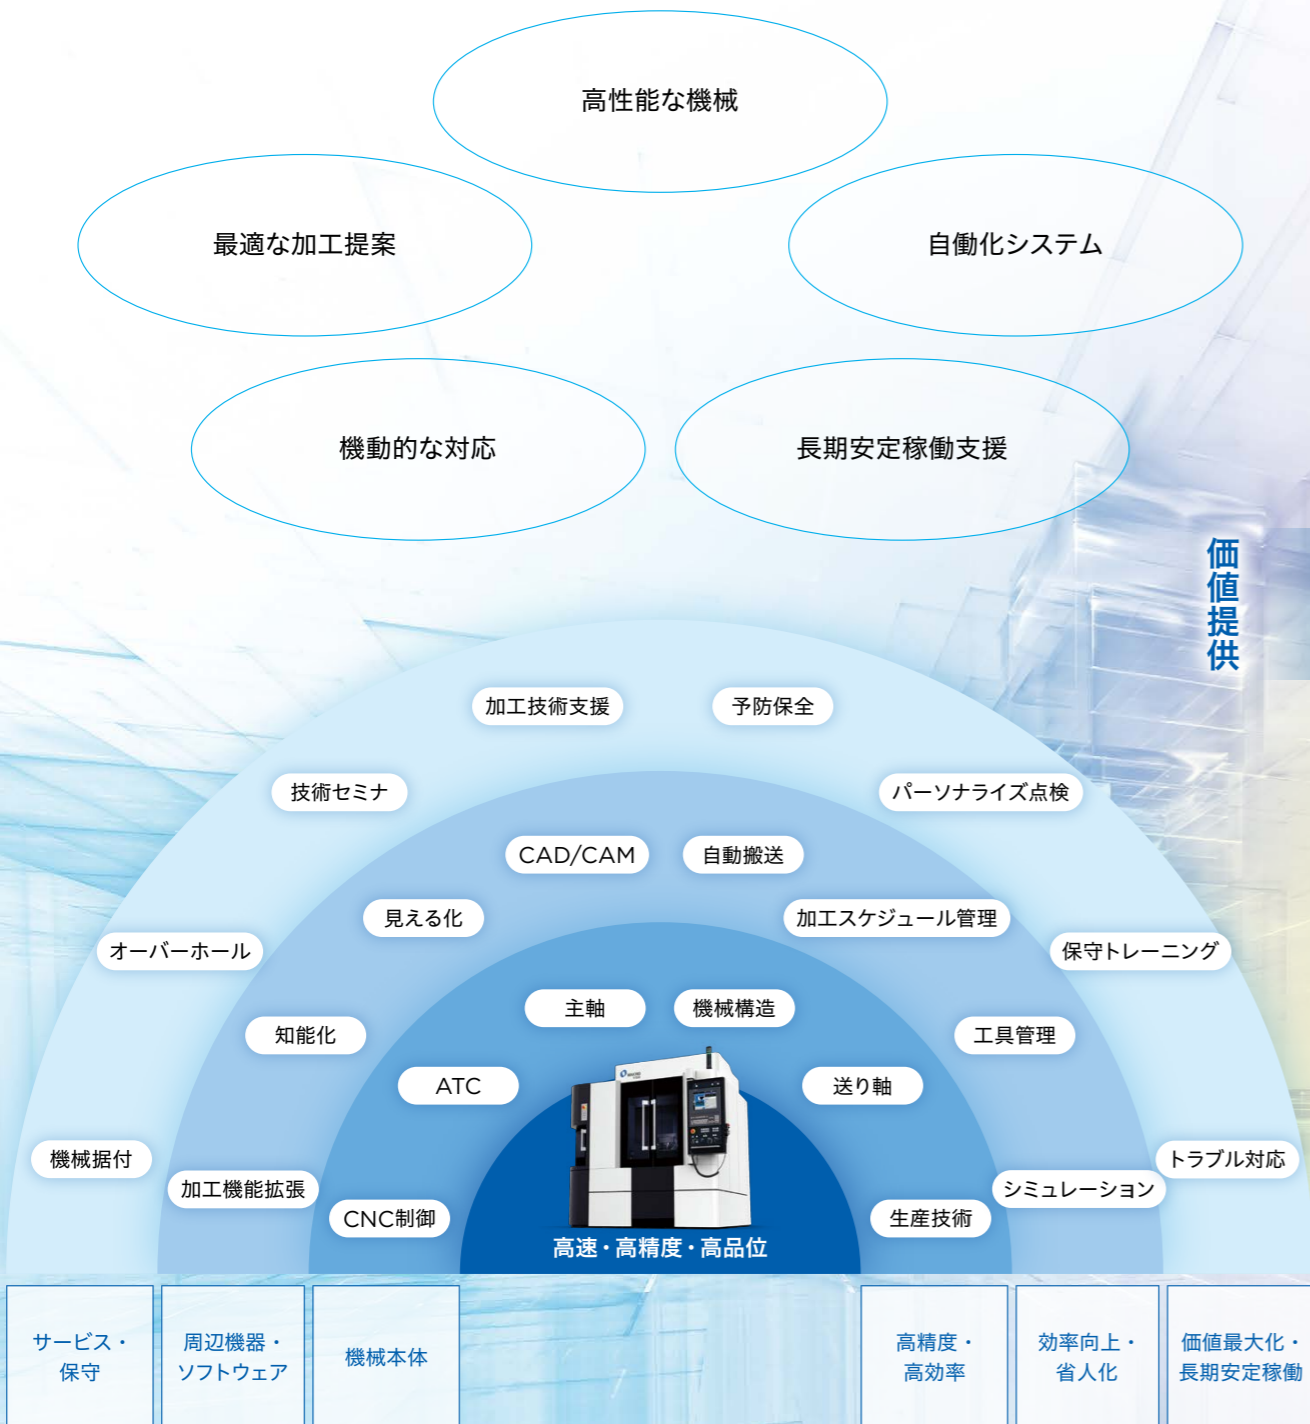 高性能な機械
最適な加工提案
自働化システム
機動的な対応
長期安定稼働支援
価値提供
加工技術支援
予防保全
技術セミナ
パーソナライズ点検
オーバーホール
保守トレーニング
機械据付
トラブル対応
CAD/CAM
自動搬送
見える化
加工スケジュール管理
知能化
工具管理
加工機能拡張
シミュレーション
主軸
機械構造
ATC
送り軸
CNC制御
生産技術
高速・高精度・高品位
サービス・
保守
周辺機器・
ソフトウェア
機械本体
高精度・
高効率
効率向上・
省人化
価値最大化・
長期安定稼働